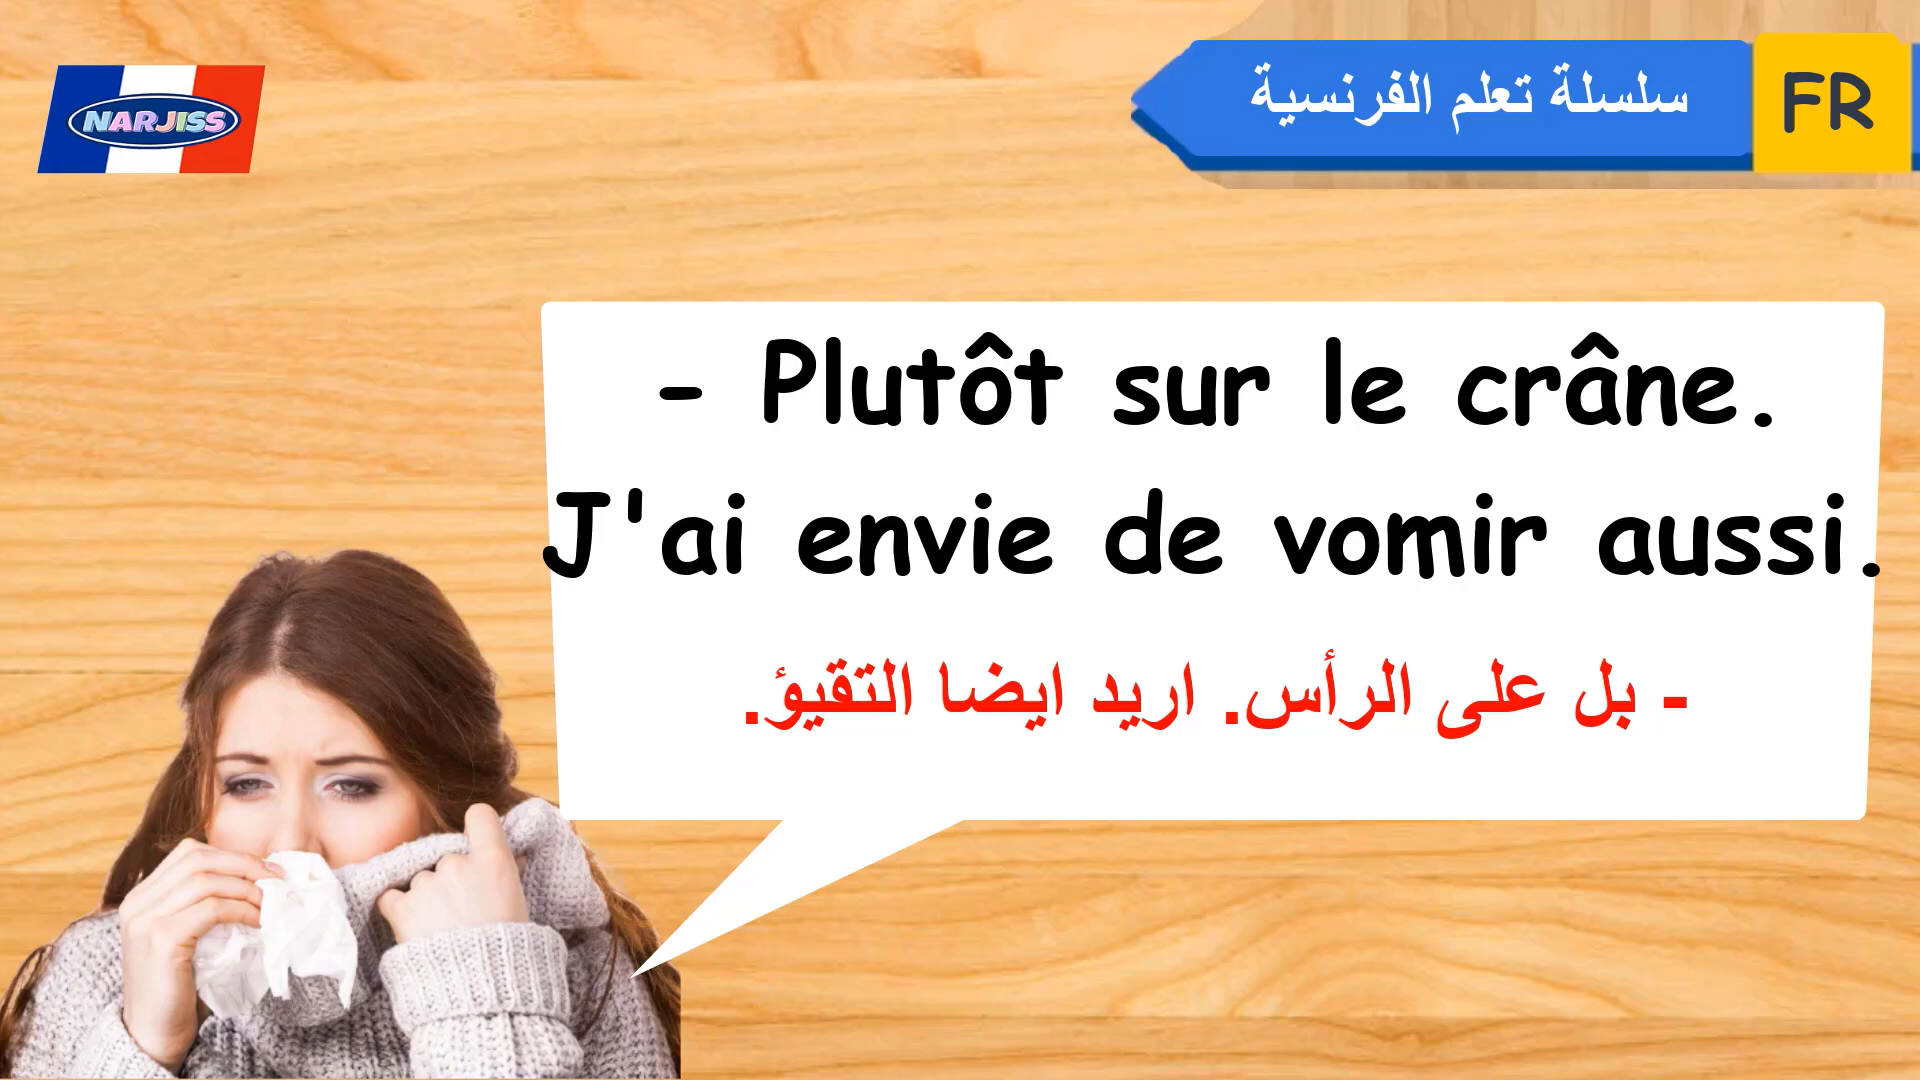 NARJISS
سلسلة تعلم الفرنسية
FR
- Plutôt sur le crâne.
J'ai envie de vomir aussi.
- بل على الرأس. اريد ايضا التقيؤ.